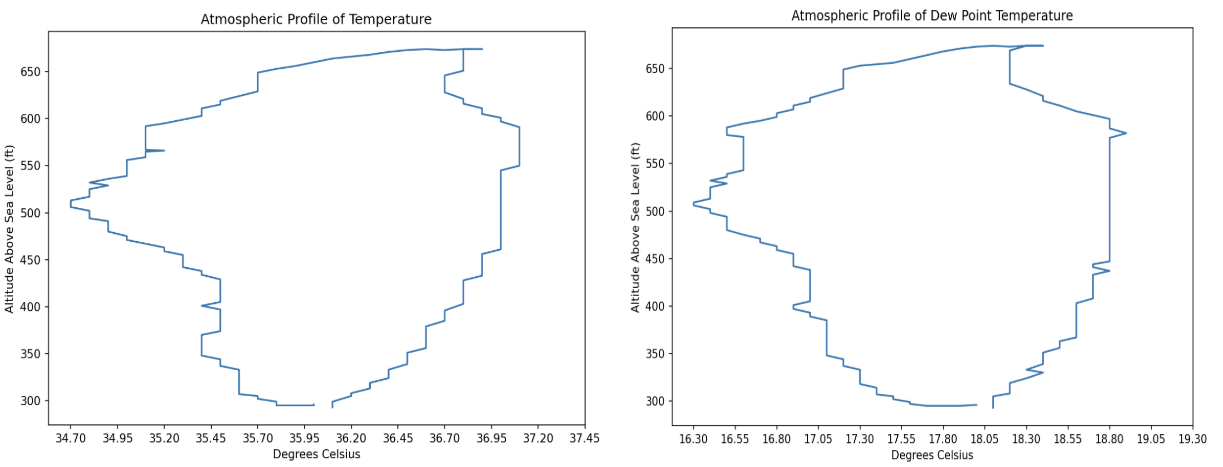 Atmospheric Profile of Temperature
Altitude Above Sea Level (ft)
650
600
550
500
450
400
350
300
34.70 34.95 35.20 35.45 35.70 35.95 36.20 36.45 36.70 36.95 37.20 37.45
Degrees Celsius
Atmospheric Profile of Dew Point Temperature
Altitude Above Sea Level (ft)
650
600
550
500
450
400
350
300
16.30 16.55 16.80 17.05 17.30 17.55 17.80 18.05 18.30 18.55 18.80 19.05 19.30
Degrees Celsius